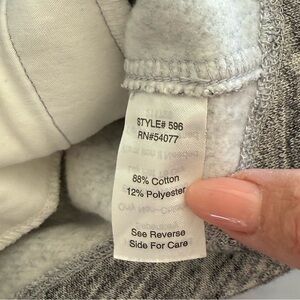 STYLE# 596
RN#54077
88% Cotton
12% Polyester
See Reverse
Side For Care